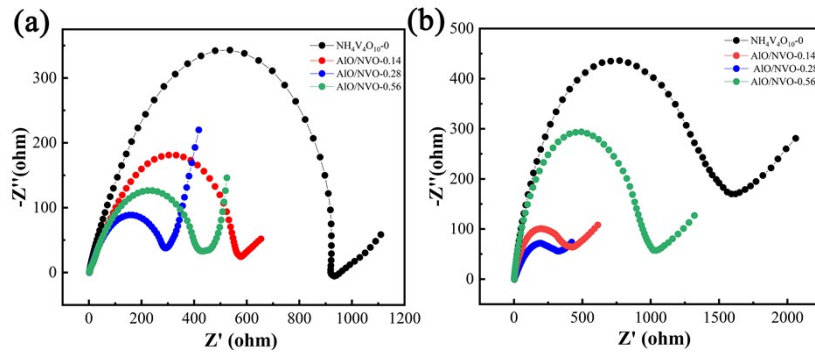 (a)
NH₄V₄O₁₀-0
AlO/NVO-0.14
AlO/NVO-0.28
AlO/NVO-0.56
-Z''(ohm)
300
200
100
0
0 200 400 600 800 1000 1200
Z' (ohm)
(b)
NH₄V₄O₁₀-0
AlO/NVO-0.14
AlO/NVO-0.28
AlO/NVO-0.56
-Z''(ohm)
500
400
300
200
100
0
0 500 1000 1500 2000
Z' (ohm)